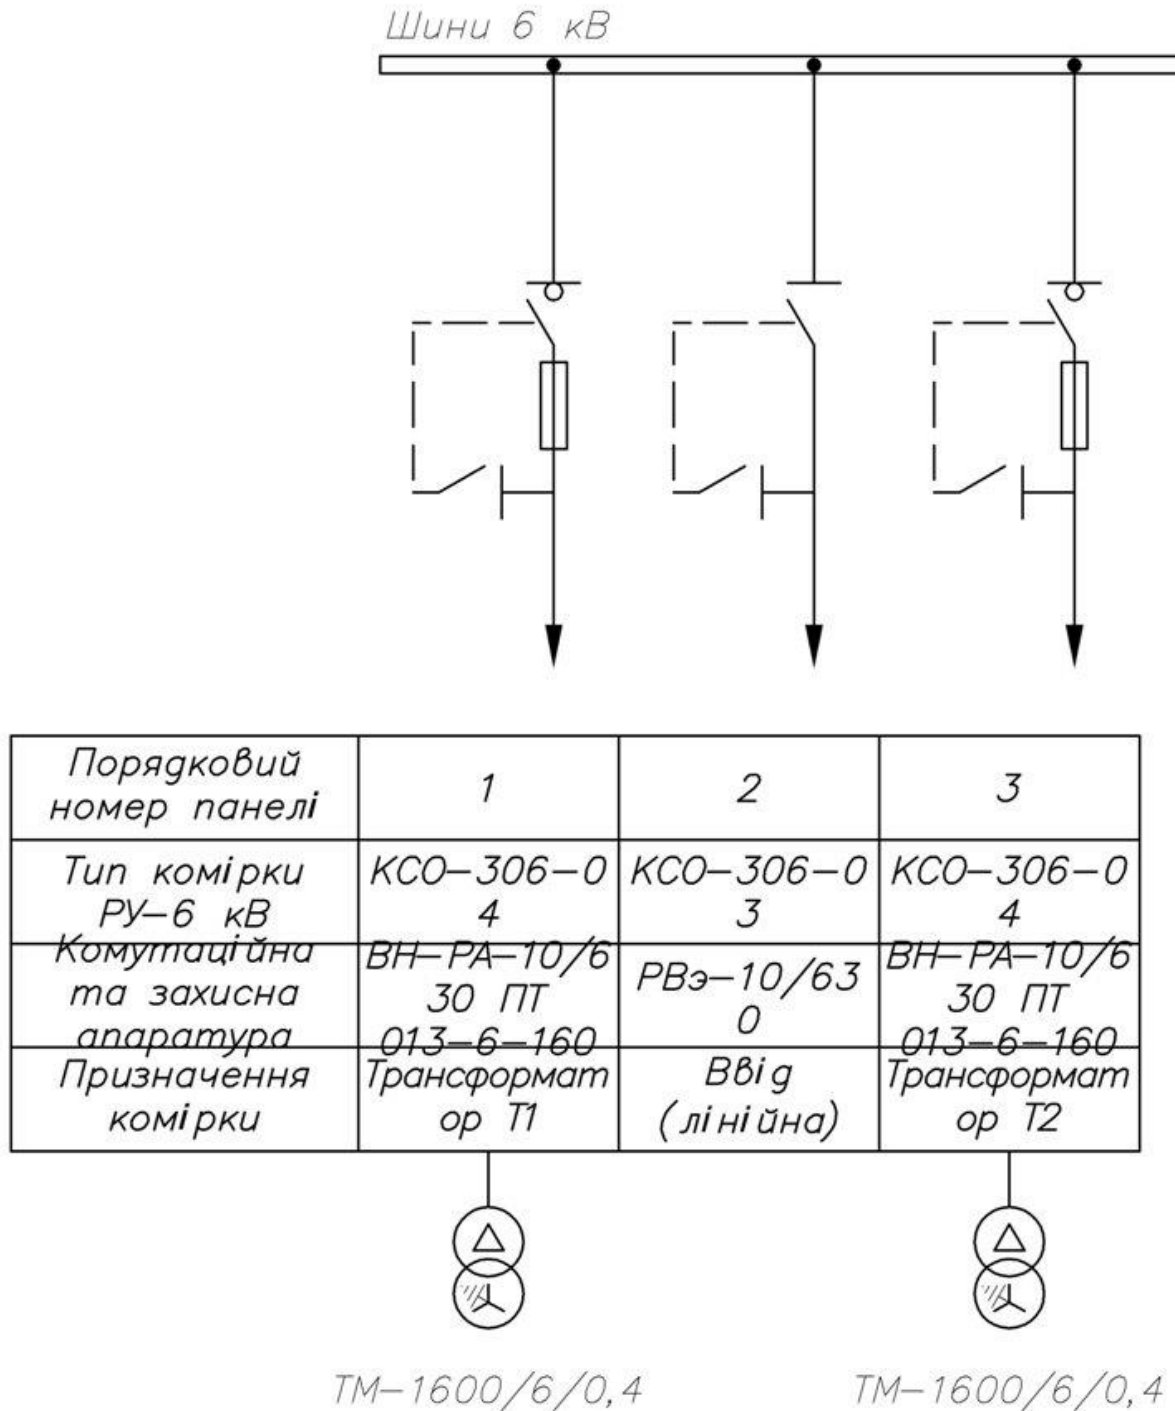 Шини 6 кВ
Порядковий
номер панелі
1
2
3
Тип комірки
РУ-6 кВ
КСО-306-0
4
КСО-306-0
3
КСО-306-0
4
Комутаційна
та захисна
апаратура
ВН-РА-10/6
30 ПТ
013-6-160
РВэ-10/63
0
ВН-РА-10/6
30 ПТ
013-6-160
Призначення
комірки
Трансформат
ор Т1
Ввід
(лінійна)
Трансформат
ор Т2
ТМ-1600/6/0,4
ТМ-1600/6/0,4